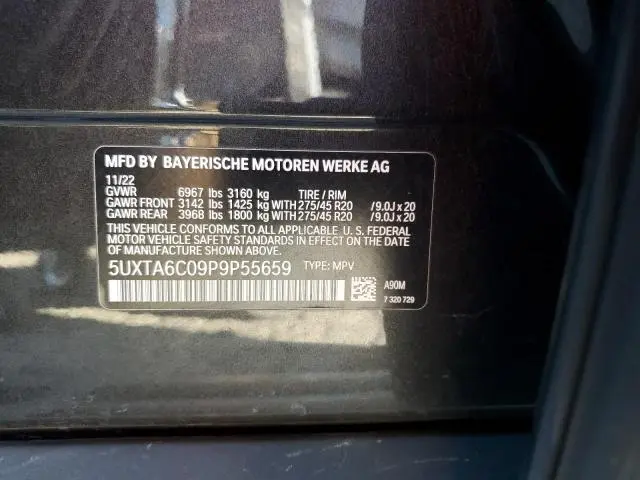 MFD BY BAYERISCHE MOTOREN WERKE AG
11/22
GVWR 6967 lbs 3160 kg TIRE / RIM
GAWR FRONT 3142 lbs 1425 kg WITH 275/45 R20 /9.0J x 20
GAWR REAR 3968 lbs 1800 kg WITH 275/45 R20 /9.0J x 20
THIS VEHICLE CONFORMS TO ALL APPLICABLE U. S. FEDERAL
MOTOR VEHICLE SAFETY STANDARDS IN EFFECT ON THE DATE
OF MANUFACTURE SHOWN ABOVE.
5UXTA6C09P9P55659 TYPE: MPV
A90M
7 320 729